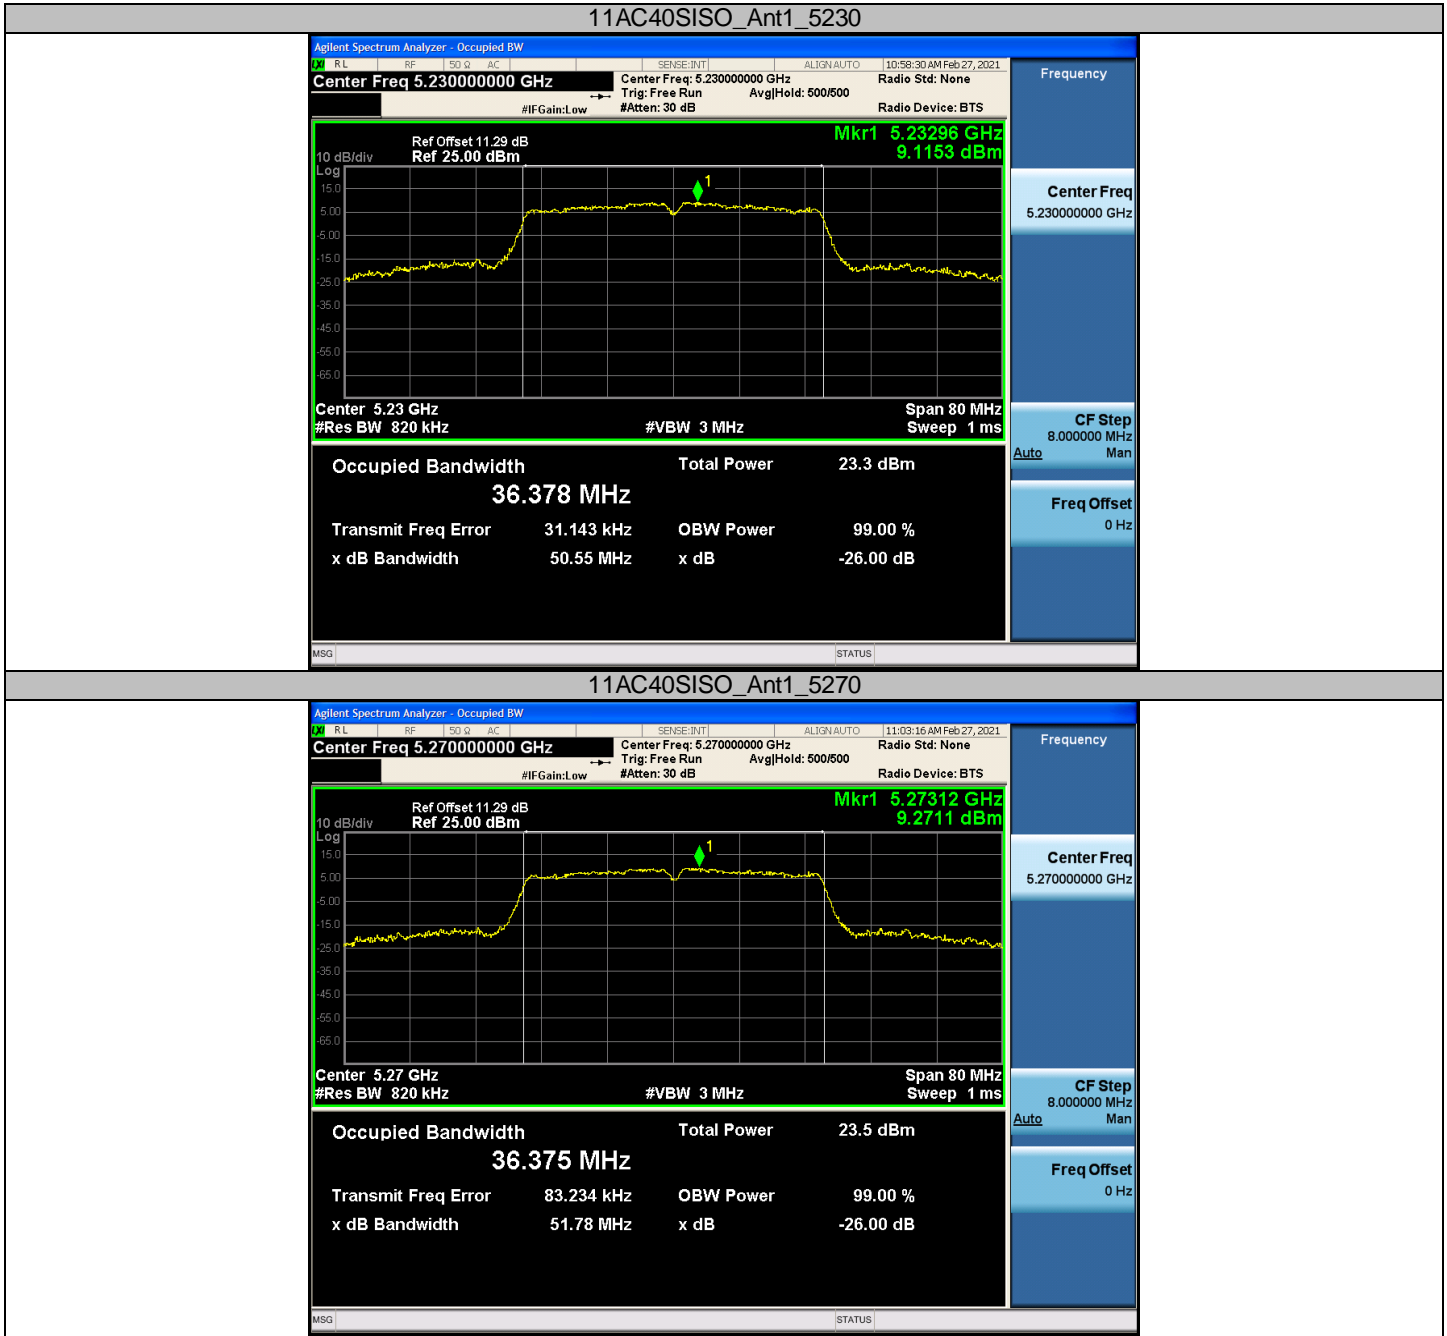 11AC40SISO_Ant1_5230
Agilent Spectrum Analyzer - Occupied BW
LXI RL RF 50 Ω AC SENSE:INT ALIGN AUTO 10:58:30 AM Feb 27, 2021
Center Freq 5.230000000 GHz
Center Freq: 5.230000000 GHz Radio Std: None
Trig: Free Run Avg|Hold: 500/500
#IFGain:Low #Atten: 30 dB Radio Device: BTS
Frequency
Mkr1 5.23296 GHz
9.1153 dBm
Ref Offset 11.29 dB
10 dB/div Ref 25.00 dBm
Log
1
15.0
5.00
-5.00
-15.0
-25.0
-35.0
-45.0
-55.0
-65.0
Center 5.23 GHz Span 80 MHz
#Res BW 820 kHz #VBW 3 MHz Sweep 1 ms
Center Freq
5.230000000 GHz
CF Step
8.000000 MHz
Auto Man
Freq Offset
0 Hz
Occupied Bandwidth Total Power 23.3 dBm
36.378 MHz
Transmit Freq Error 31.143 kHz OBW Power 99.00 %
x dB Bandwidth 50.55 MHz x dB -26.00 dB
MSG STATUS
11AC40SISO_Ant1_5270
Agilent Spectrum Analyzer - Occupied BW
LXI RL RF 50 Ω AC SENSE:INT ALIGN AUTO 11:03:16 AM Feb 27, 2021
Center Freq 5.270000000 GHz
Center Freq: 5.270000000 GHz Radio Std: None
Trig: Free Run Avg|Hold: 500/500
#IFGain:Low #Atten: 30 dB Radio Device: BTS
Frequency
Mkr1 5.27312 GHz
9.2711 dBm
Ref Offset 11.29 dB
10 dB/div Ref 25.00 dBm
Log
1
15.0
5.00
-5.00
-15.0
-25.0
-35.0
-45.0
-55.0
-65.0
Center 5.27 GHz Span 80 MHz
#Res BW 820 kHz #VBW 3 MHz Sweep 1 ms
Center Freq
5.270000000 GHz
CF Step
8.000000 MHz
Auto Man
Freq Offset
0 Hz
Occupied Bandwidth Total Power 23.5 dBm
36.375 MHz
Transmit Freq Error 83.234 kHz OBW Power 99.00 %
x dB Bandwidth 51.78 MHz x dB -26.00 dB
MSG STATUS